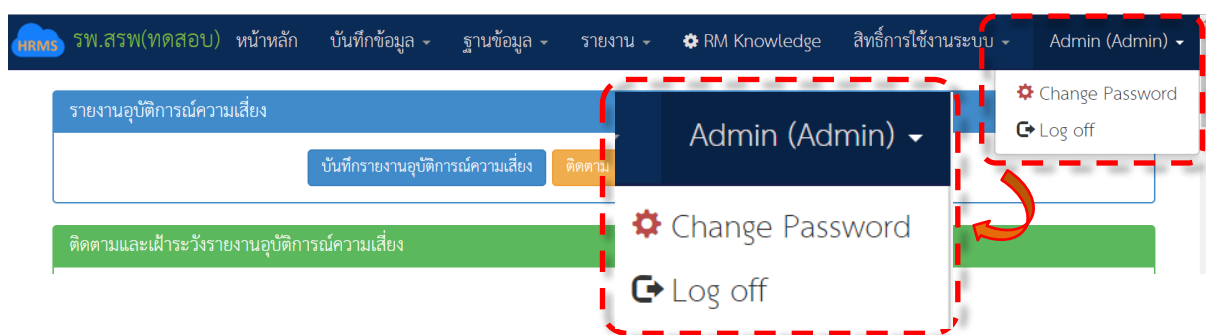 HRMS รพ.สรพ(ทดสอบ) หน้าหลัก บันทึกข้อมูล ฐานข้อมูล รายงาน RM Knowledge สิทธิ์การใช้งานระบบ Admin (Admin)
Change Password
Log off
รายงานอุบัติการณ์ความเสี่ยง
บันทึกรายงานอุบัติการณ์ความเสี่ยง ติดตาม
ติดตามและเฝ้าระวังรายงานอุบัติการณ์ความเสี่ยง
Admin (Admin)
Change Password
Log off